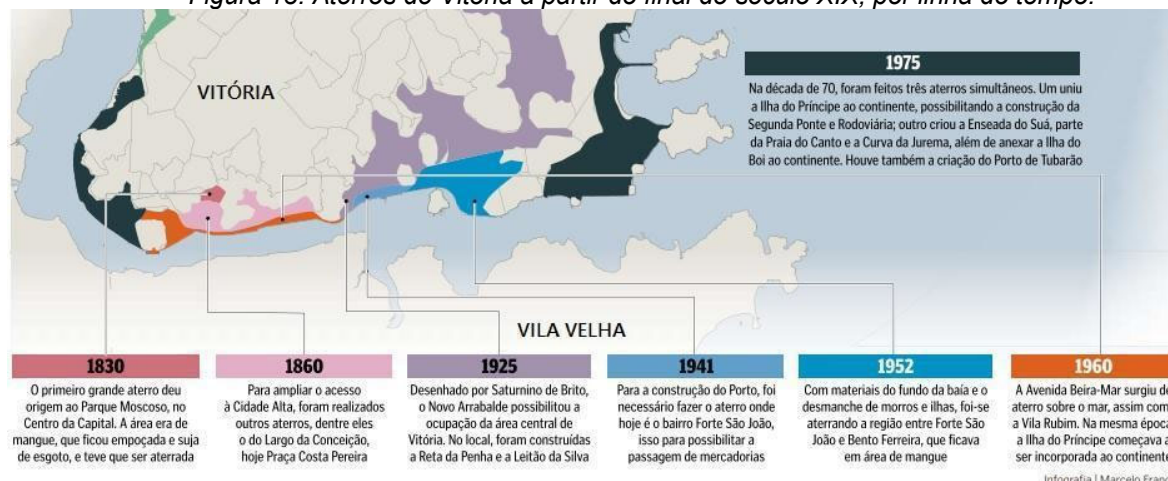 Figura 18: Aterros de Vitória a partir do final do século XIX, por linha do tempo.
VITÓRIA
1975
Na década de 70, foram feitos três aterros simultâneos. Um uniu
a Ilha do Príncipe ao continente, possibilitando a construção da
Segunda Ponte e Rodoviária; outro criou a Enseada do Suá, parte
da Praia do Canto e a Curva da Jurema, além de anexar a Ilha do
Boi ao continente. Houve também a criação do Porto de Tubarão
VILA VELHA
1830
O primeiro grande aterro deu
origem ao Parque Moscoso, no
Centro da Capital. A área era de
mangue, que ficou empoçada e suja
de esgoto, e teve que ser aterrada
1860
Para ampliar o acesso
à Cidade Alta, foram realizados
outros aterros, dentre eles
o do Largo da Conceição,
hoje Praça Costa Pereira
1925
Desenhado por Saturnino de Brito,
o Novo Arrabalde possibilitou a
ocupação da área central de
Vitória. No local, foram construídas
a Reta da Penha e a Leitão da Silva
1941
Para a construção do Porto, foi
necessário fazer o aterro onde
hoje é o bairro Forte São João,
isso para possibilitar a
passagem de mercadorias
1952
Com materiais do fundo da baía e o
desmanche de morros e ilhas, foi-se
aterrando a região entre Forte São
João e Bento Ferreira, que ficava
em área de mangue
1960
A Avenida Beira-Mar surgiu de
aterro sobre o mar, assim com
a Vila Rubim. Na mesma época
a Ilha do Príncipe começava a
ser incorporada ao continente
Infografia | Marcelo Franc